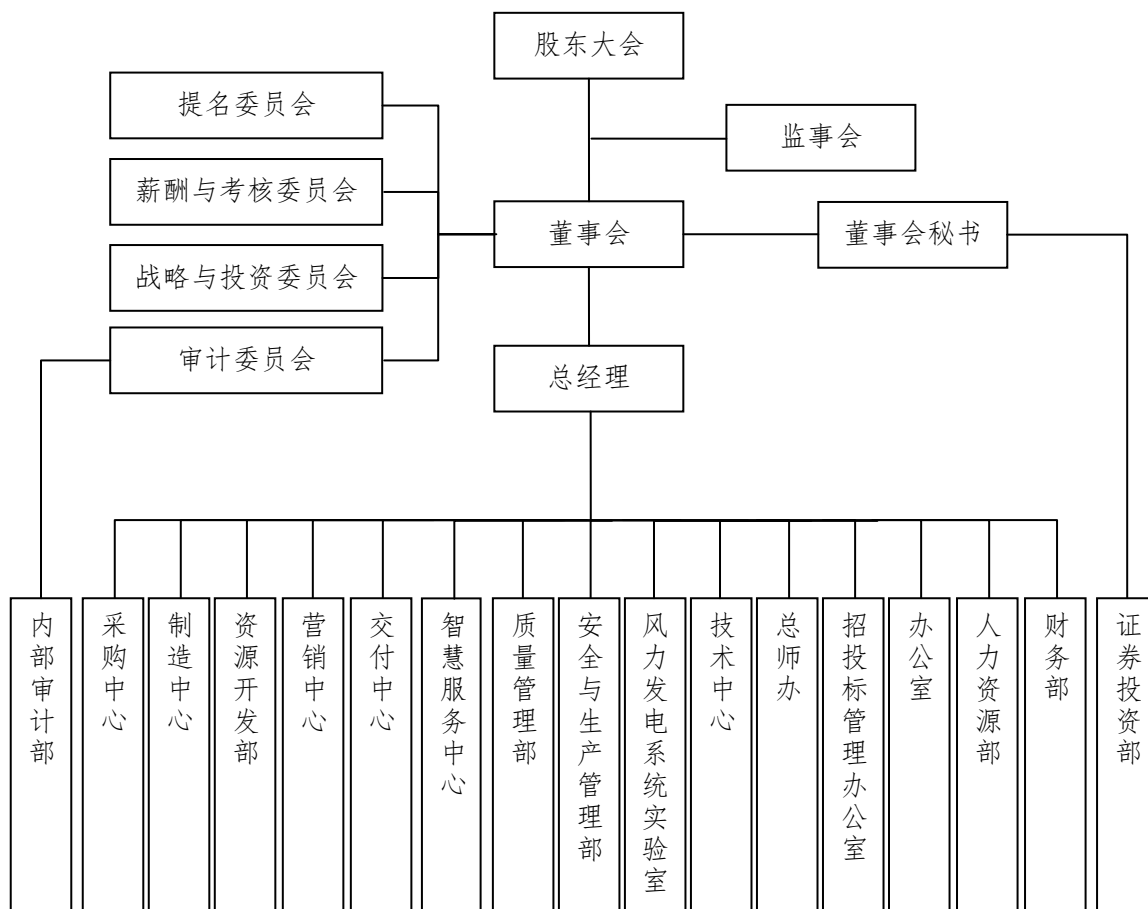 股东大会
提名委员会
监事会
薪酬与考核委员会
董事会
董事会秘书
战略与投资委员会
审计委员会
总经理
内部审计部
采购中心
制造中心
资源开发部
营销中心
交付中心
智慧服务中心
质量管理部
安全与生产管理部
风力发电系统实验室
技术中心
总师办
招投标管理办公室
办公室
人力资源部
财务部
证券投资部